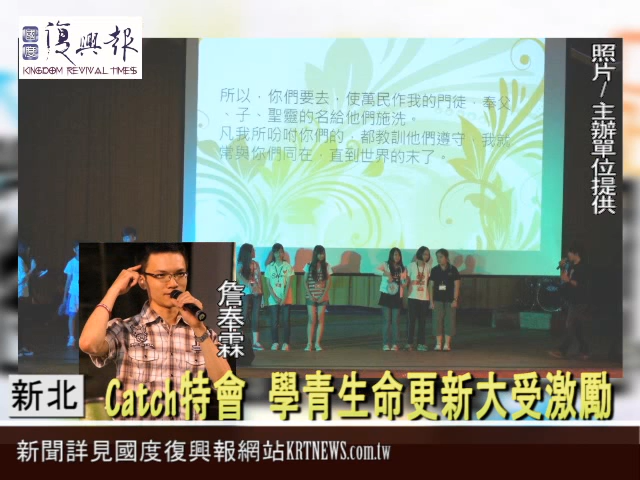 國度
復興報
KINGDOM REVIVAL TIMES
所以，你們要去，使萬民作我的門徒，奉父
、子、聖靈的名給他們施洗。
凡我所吩咐你們的，都教訓他們遵守，我就
常與你們同在，直到世界的末了。
照片/主辦單位提供
詹奉霖
新北
Catch特會 學青生命更新大受激勵
新聞詳見國度復興報網站KRTNEWS.com.tw